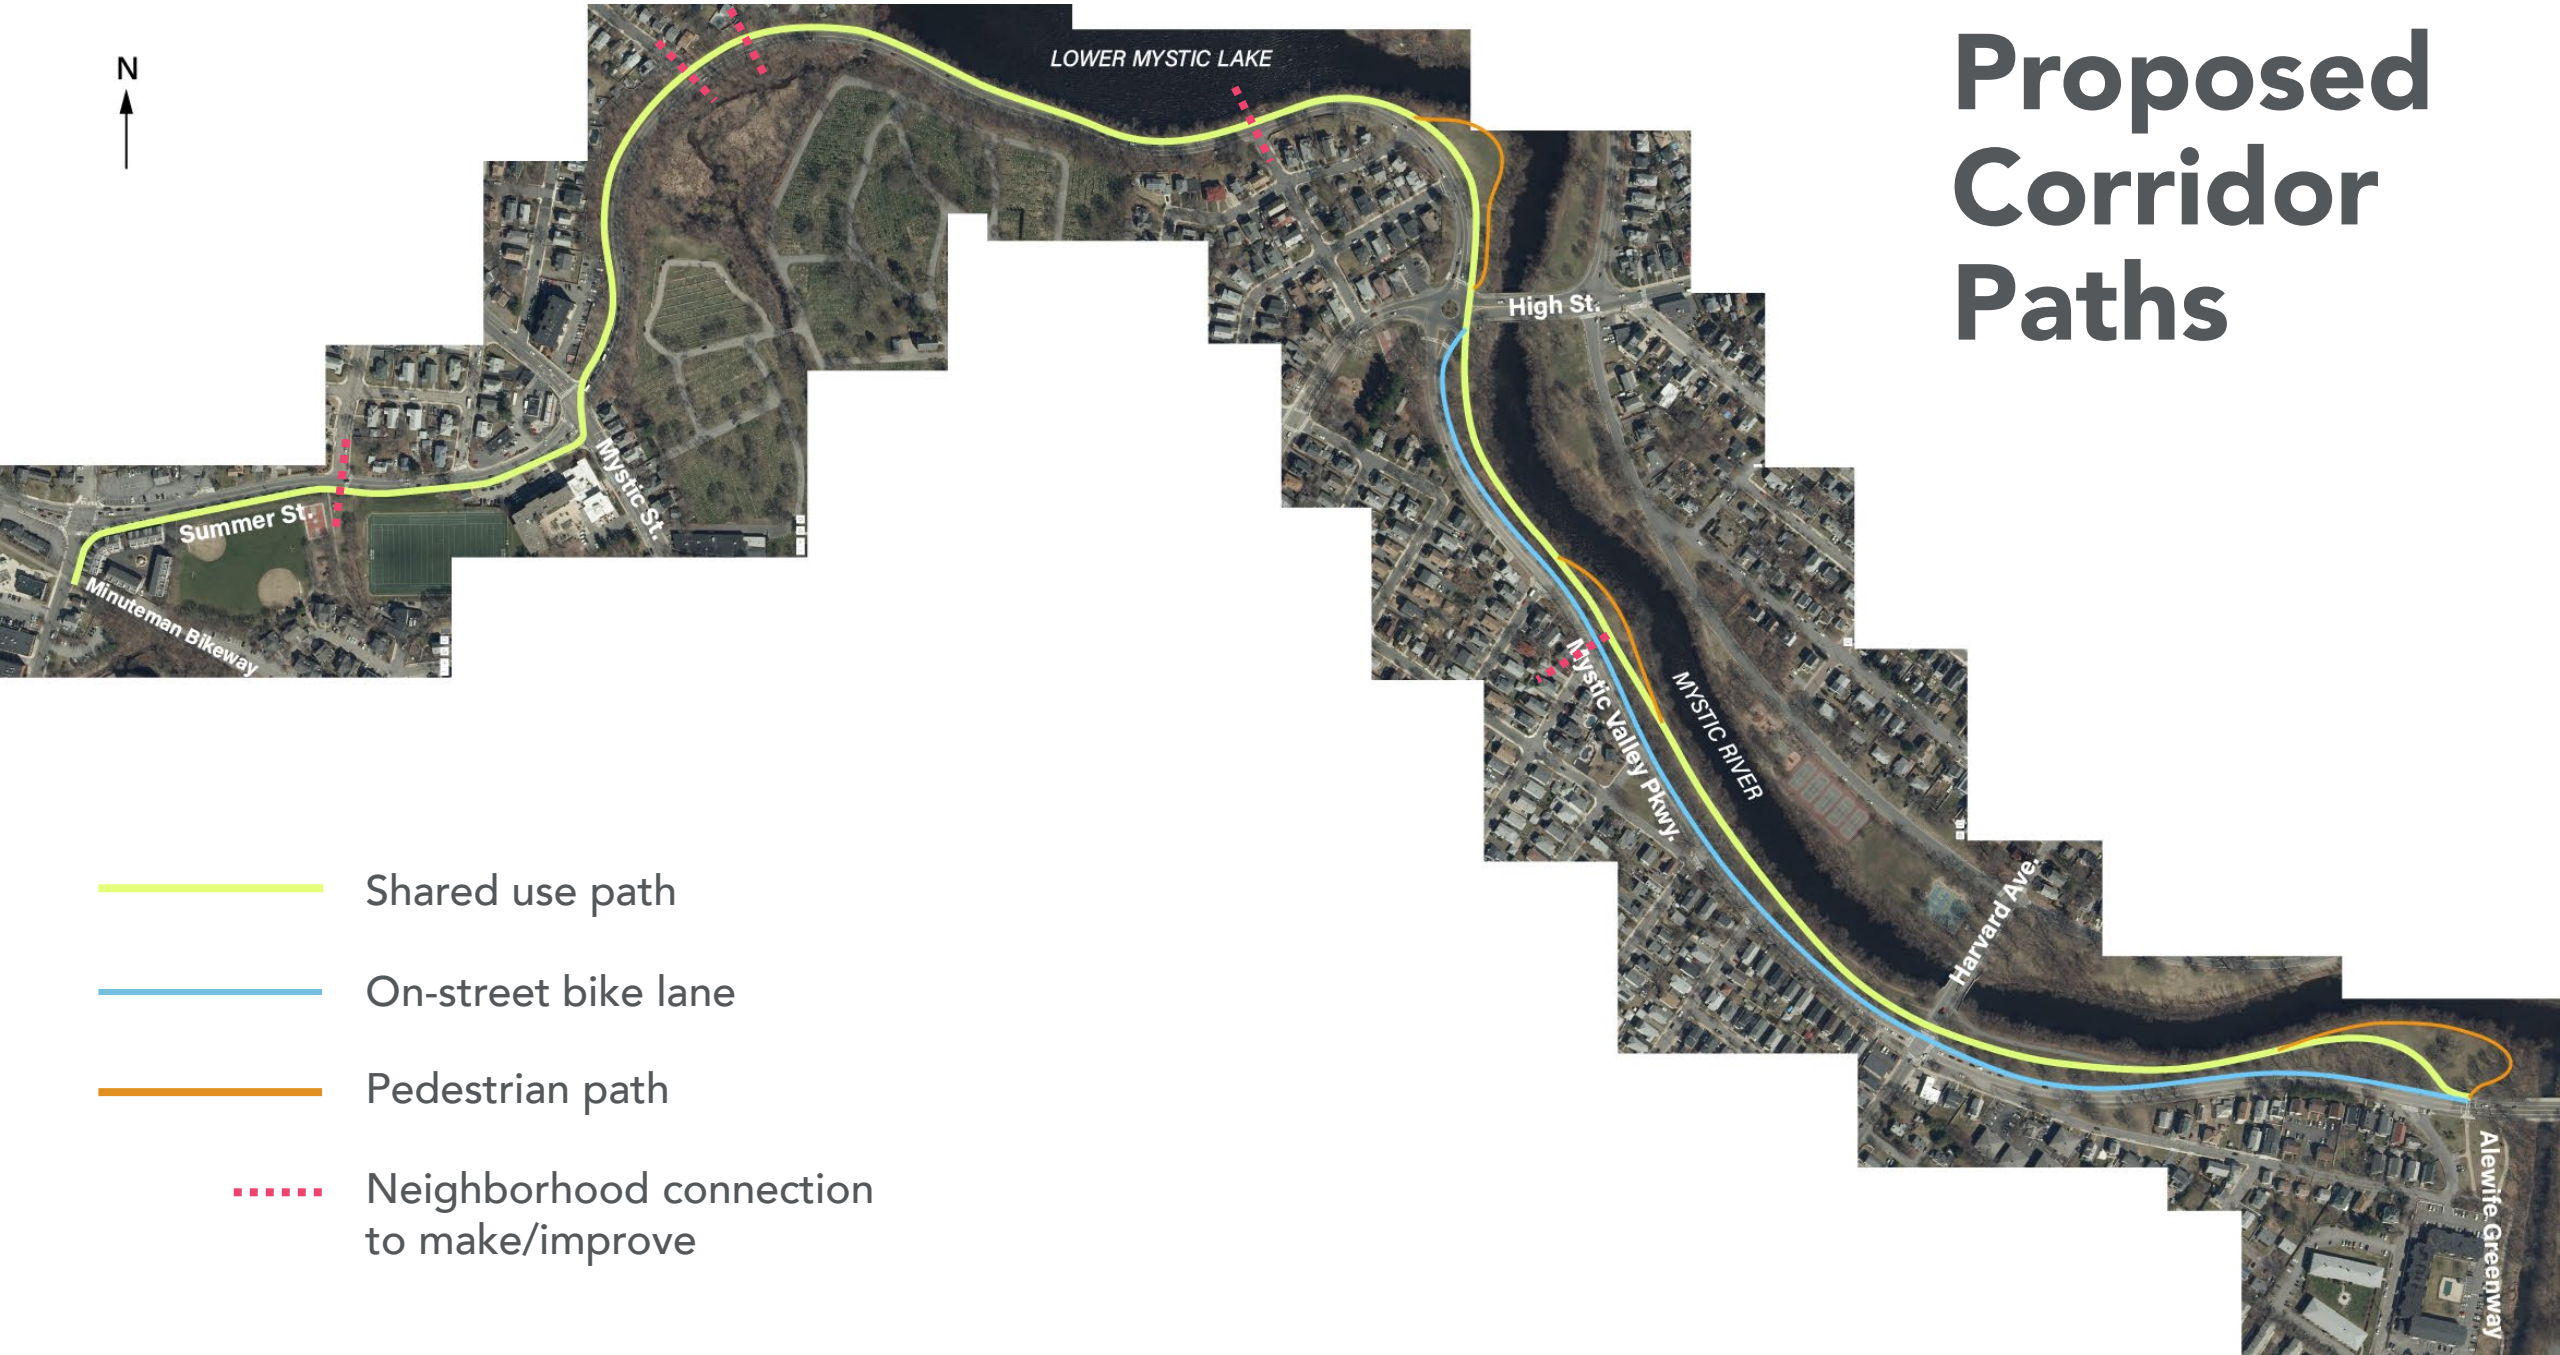 Proposed
Corridor
Paths
N
LOWER MYSTIC LAKE
High St.
Mystic St.
Summer St.
Minuteman Bikeway
Mystic Valley Pkwy.
MYSTIC RIVER
Harvard Ave.
Alewife Greenway
Shared use path
On-street bike lane
Pedestrian path
Neighborhood connection
to make/improve